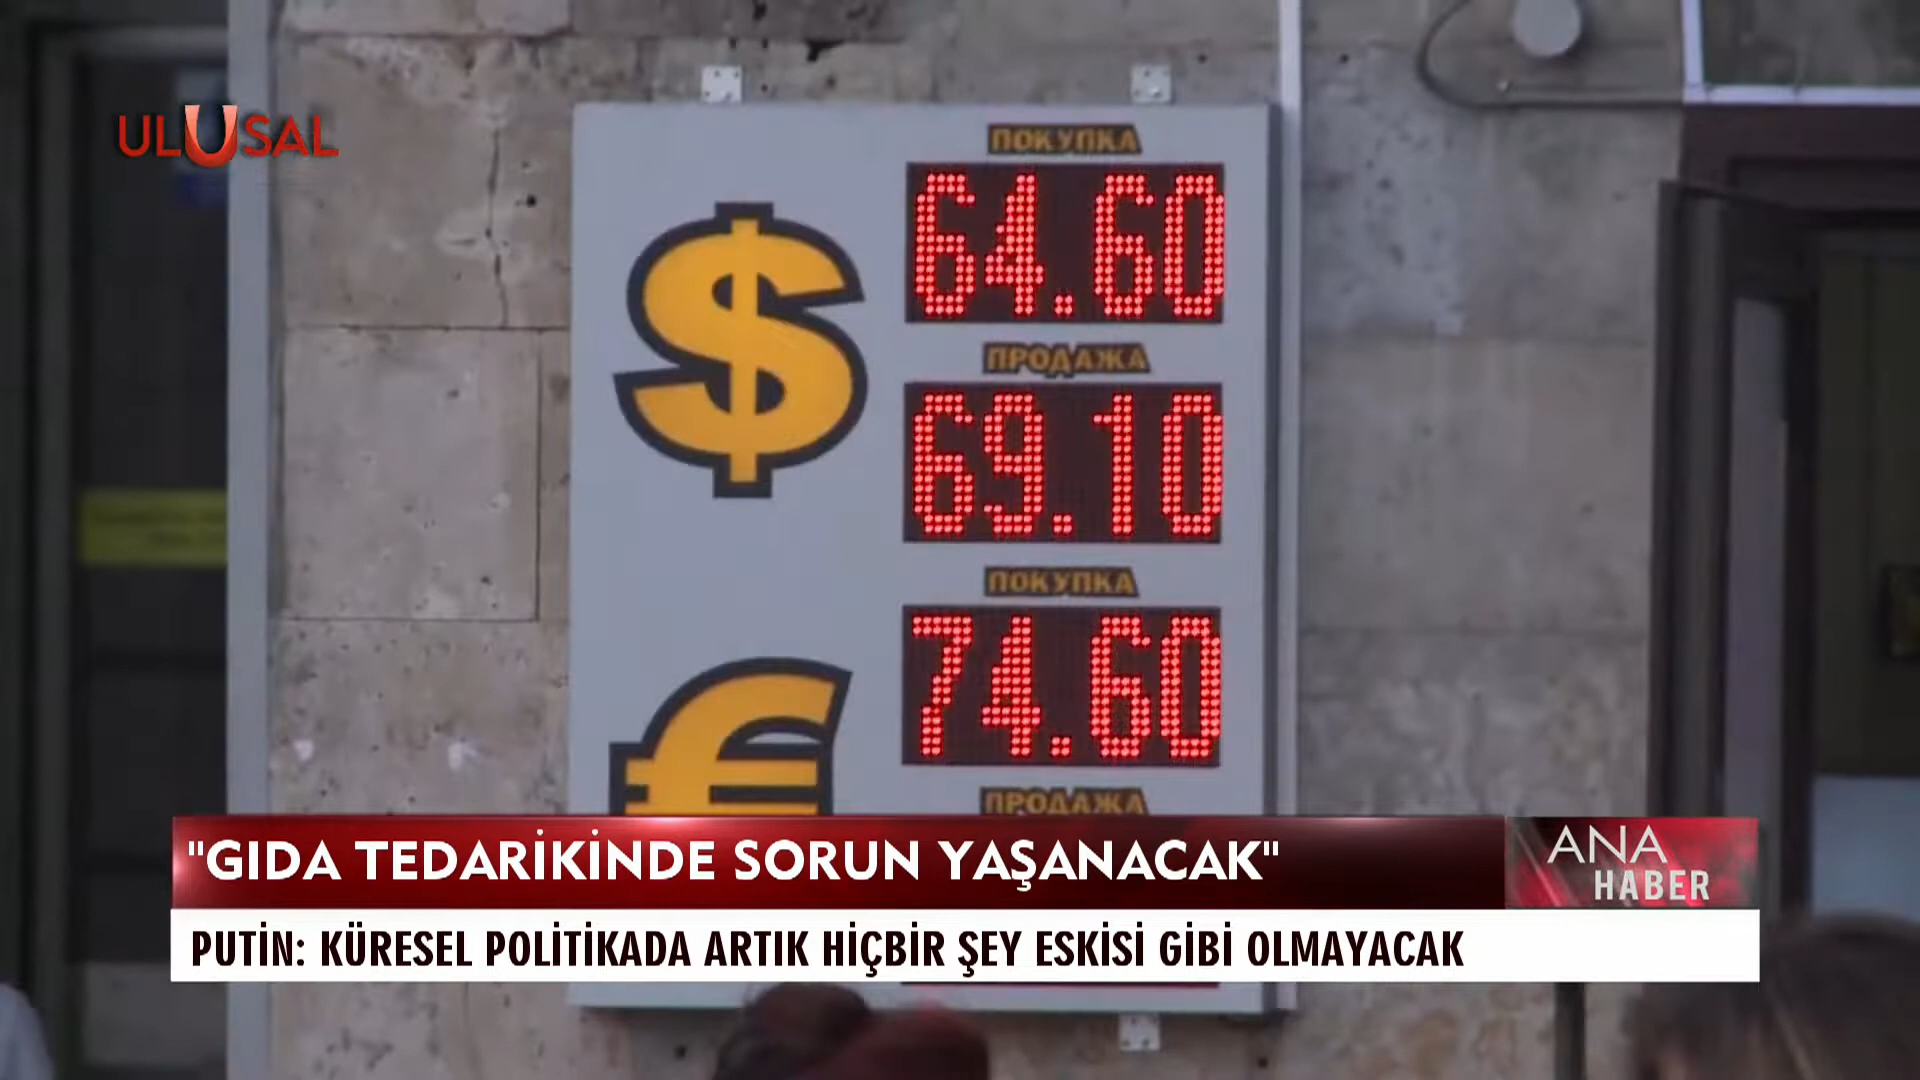 ULUSAL
ПОКУПКА
64.60
ПРОДАЖА
69.10
ПОКУПКА
74.60
ПРОДАЖА
"GIDA TEDARİKİNDE SORUN YAŞANACAK"
ANA
HABER
PUTİN: KÜRESEL POLİTİKADA ARTIK HİÇBİR ŞEY ESKİSİ GİBİ OLMAYACAK